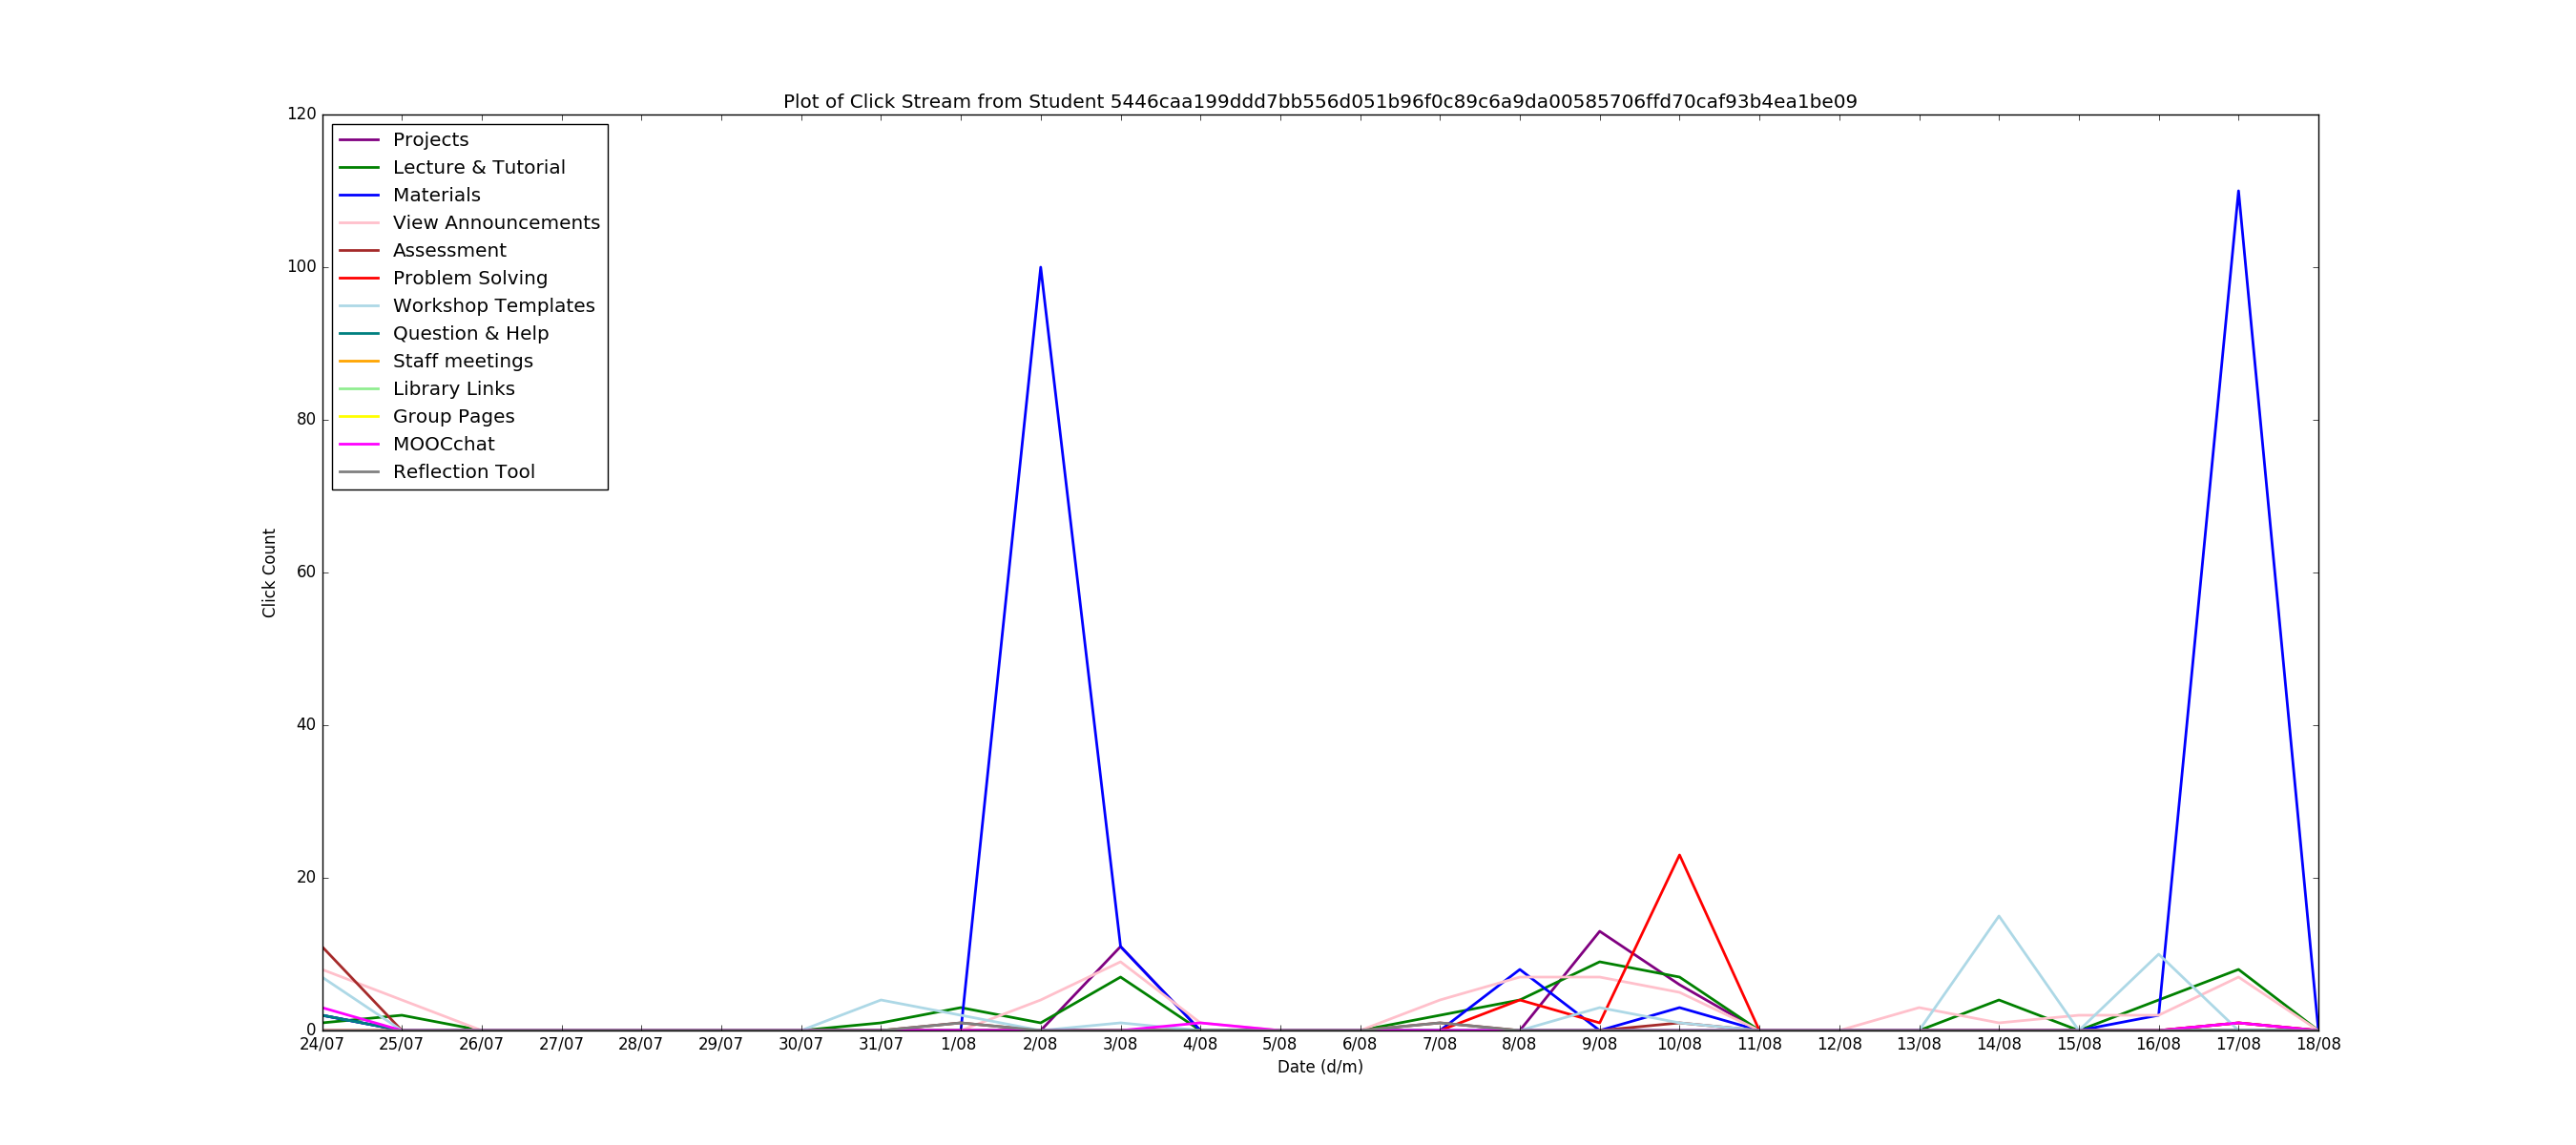 Plot of Click Stream from Student 5446caa199ddd7bb556d051b96f0c89c6a9da00585706ffd70caf93b4ea1be09
120
100
80
60
40
20
0
Click Count
Projects
Lecture & Tutorial
Materials
View Announcements
Assessment
Problem Solving
Workshop Templates
Question & Help
Staff meetings
Library Links
Group Pages
MOOCchat
Reflection Tool
24/07 25/07 26/07 27/07 28/07 29/07 30/07 31/07 1/08 2/08 3/08 4/08 5/08 6/08 7/08 8/08 9/08 10/08 11/08 12/08 13/08 14/08 15/08 16/08 17/08 18/08
Date (d/m)